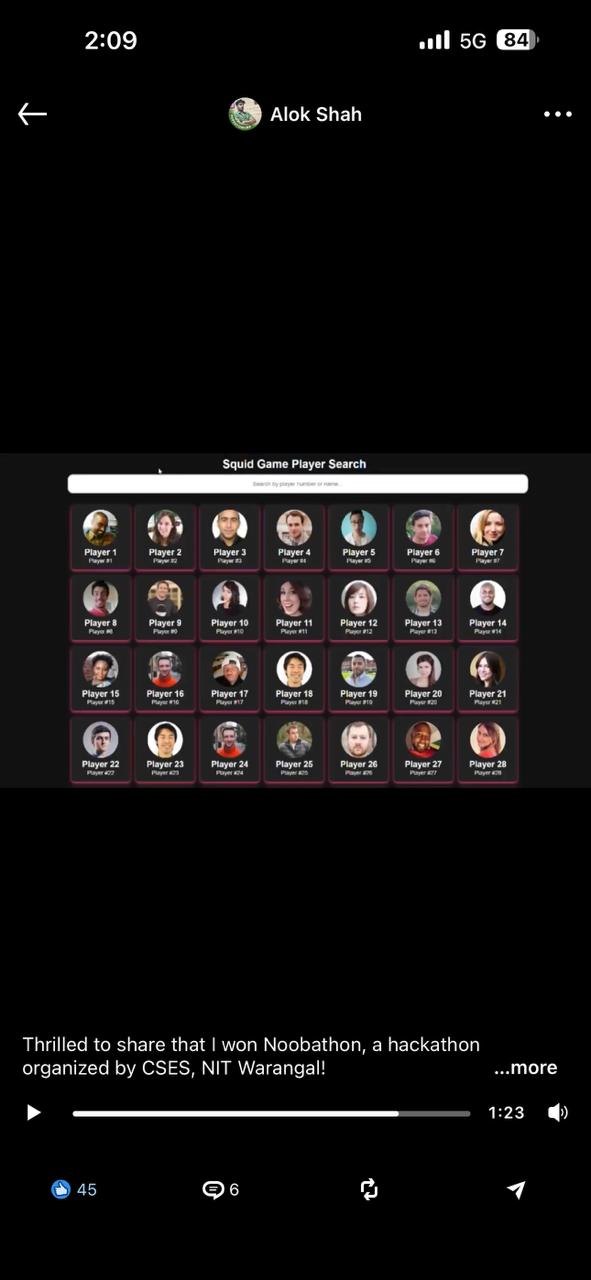 2:09
5G 84
Alok Shah
Squid Game Player Search
Search by player number or name...
Player 1 Player 2 Player 3 Player 4 Player 5 Player 6 Player 7
Player #1 Player #2 Player #3 Player #4 Player #5 Player #6 Player #7
Player 8 Player 9 Player 10 Player 11 Player 12 Player 13 Player 14
Player #8 Player #9 Player #10 Player #11 Player #12 Player #13 Player #14
Player 15 Player 16 Player 17 Player 18 Player 19 Player 20 Player 21
Player #15 Player #16 Player #17 Player #18 Player #19 Player #20 Player #21
Player 22 Player 23 Player 24 Player 25 Player 26 Player 27 Player 28
Player #22 Player #23 Player #24 Player #25 Player #26 Player #27 Player #28
Thrilled to share that I won Noobathon, a hackathon
organized by CSES, NIT Warangal! ...more
1:23
45 6